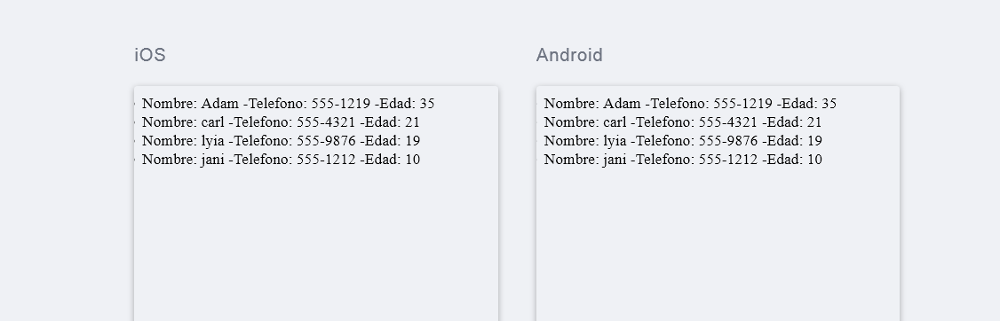 iOS
Nombre: Adam -Telefono: 555-1219 -Edad: 35
Nombre: carl -Telefono: 555-4321 -Edad: 21
Nombre: lyia -Telefono: 555-9876 -Edad: 19
Nombre: jani -Telefono: 555-1212 -Edad: 10
Android
Nombre: Adam -Telefono: 555-1219 -Edad: 35
Nombre: carl -Telefono: 555-4321 -Edad: 21
Nombre: lyia -Telefono: 555-9876 -Edad: 19
Nombre: jani -Telefono: 555-1212 -Edad: 10